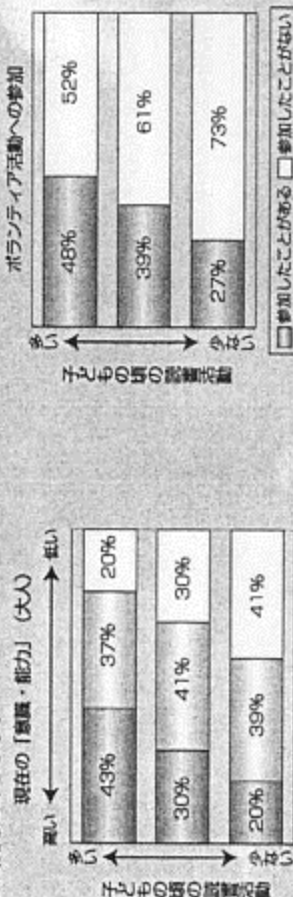 現在の「意識・能力」(大人)
高い 低い
多い
43% 37% 20%
30% 41% 30%
20% 39% 41%
少ない
子どもの頃の読書活動
ボランティア活動への参加
多い
48% 52%
39% 61%
27% 73%
少ない
子どもの頃の読書活動
参加したことがある 参加したことがない